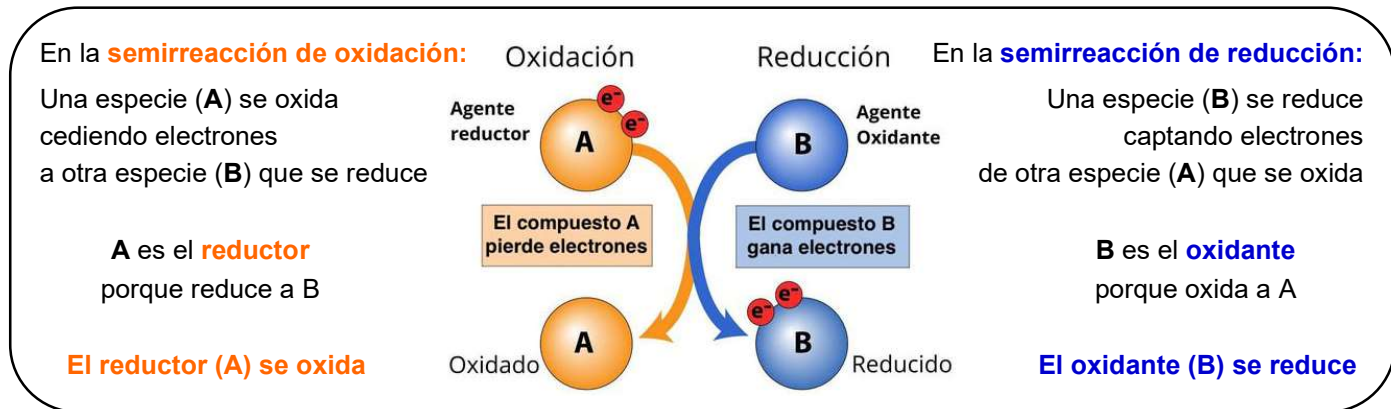 En la semirreacción de oxidación:
Una especie (A) se oxida
cediendo electrones
a otra especie (B) que se reduce
A es el reductor
porque reduce a B
El reductor (A) se oxida
Oxidación
Reducción
Agente
reductor
e⁻
e⁻
A
B
Agente
Oxidante
El compuesto A
pierde electrones
El compuesto B
gana electrones
Oxidado
A
e⁻
e⁻
B
Reducido
En la semirreacción de reducción:
Una especie (B) se reduce
captando electrones
de otra especie (A) que se oxida
B es el oxidante
porque oxida a A
El oxidante (B) se reduce